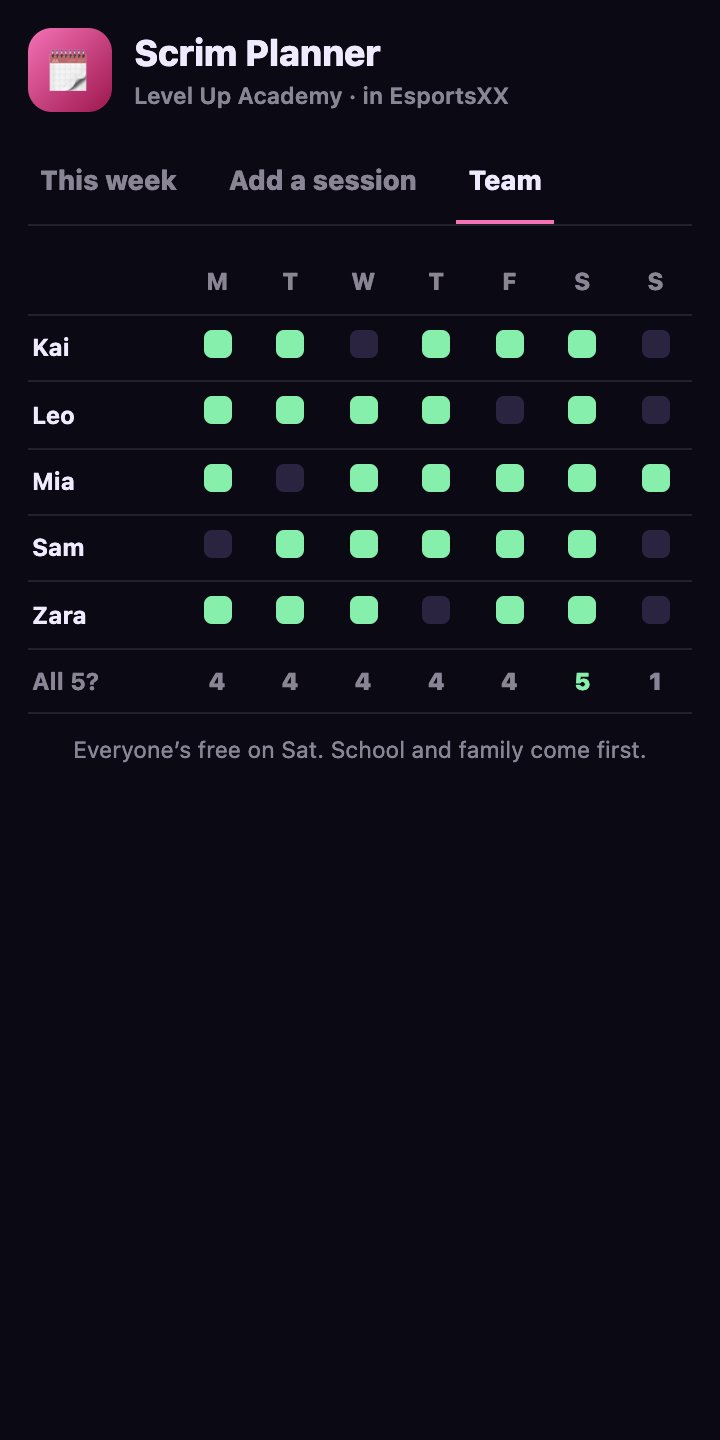 Scrim Planner
Level Up Academy · in EsportsXX
This week Add a session Team
M T W T F S S
Kai
Leo
Mia
Sam
Zara
All 5? 4 4 4 4 4 5 1
Everyone’s free on Sat. School and family come first.